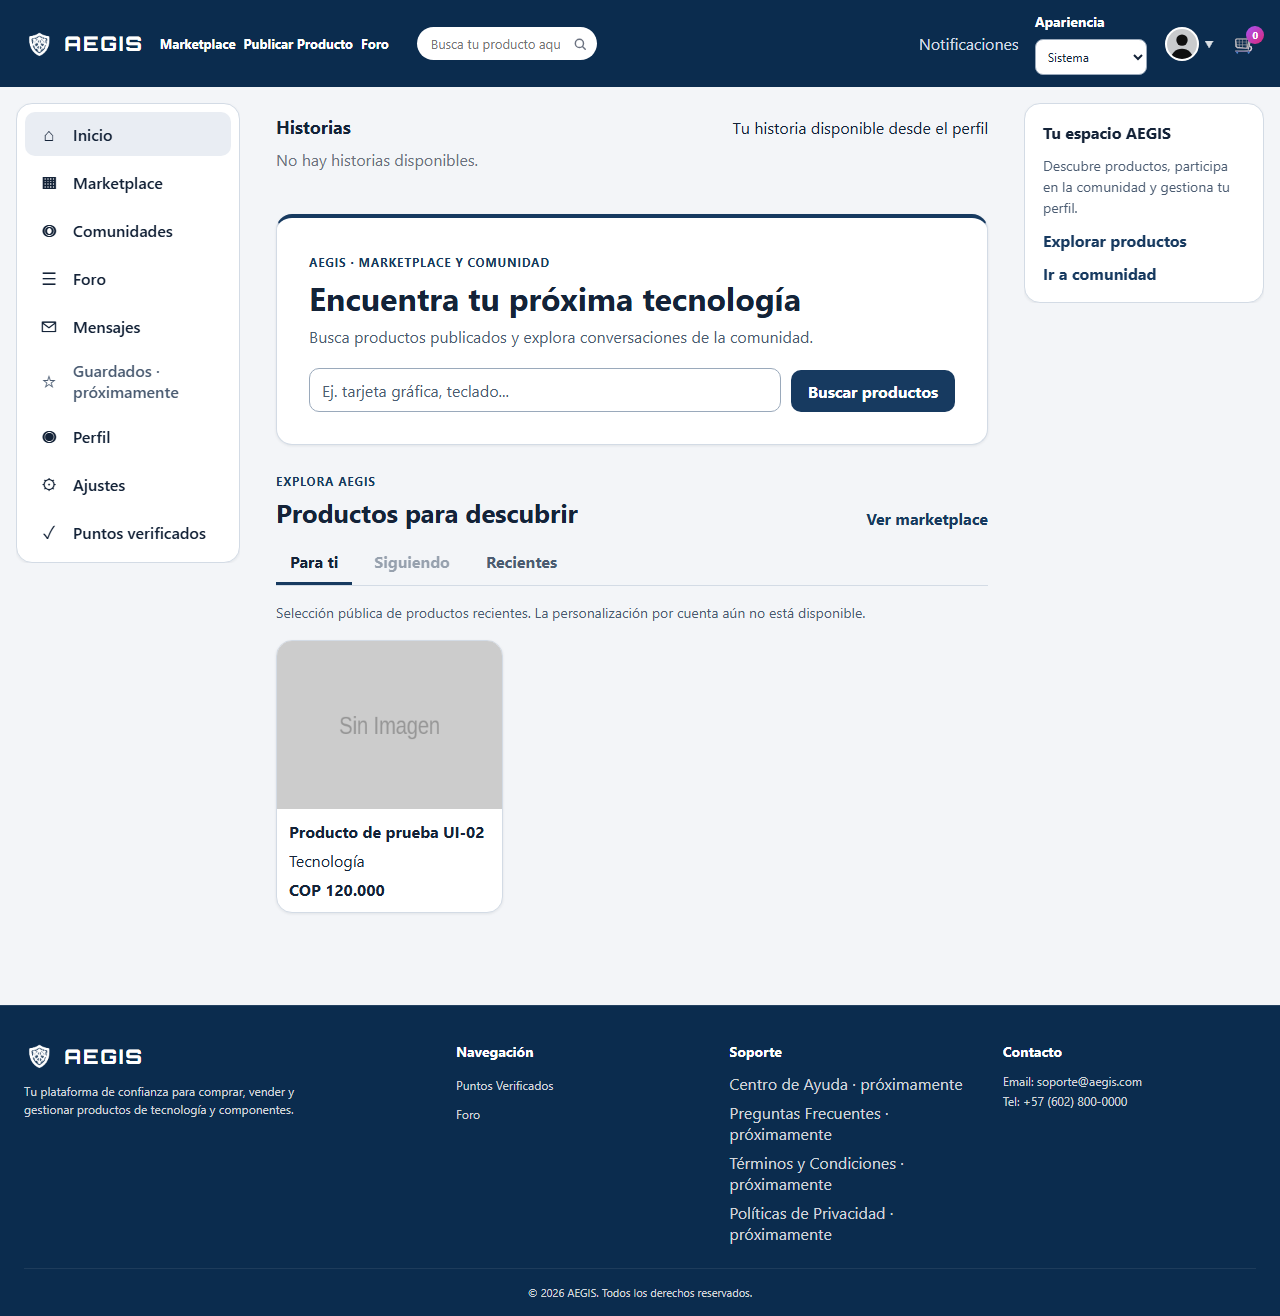 AEGIS
Marketplace Publicar Producto Foro
Busca tu producto aqu
Notificaciones
Apariencia
Sistema
0
Inicio
Marketplace
Comunidades
Foro
Mensajes
Guardados ·
próximamente
Perfil
Ajustes
Puntos verificados
Historias
Tu historia disponible desde el perfil
No hay historias disponibles.
AEGIS · MARKETPLACE Y COMUNIDAD
Encuentra tu próxima tecnología
Busca productos publicados y explora conversaciones de la comunidad.
Ej. tarjeta gráfica, teclado...
Buscar productos
EXPLORA AEGIS
Productos para descubrir
Ver marketplace
Para ti
Siguiendo
Recientes
Selección pública de productos recientes. La personalización por cuenta aún no está disponible.
Sin Imagen
Producto de prueba UI-02
Tecnología
COP 120.000
Tu espacio AEGIS
Descubre productos, participa
en la comunidad y gestiona tu
perfil.
Explorar productos
Ir a comunidad
AEGIS
Tu plataforma de confianza para comprar, vender y
gestionar productos de tecnología y componentes.
Navegación
Puntos Verificados
Foro
Soporte
Centro de Ayuda · próximamente
Preguntas Frecuentes ·
próximamente
Términos y Condiciones ·
próximamente
Políticas de Privacidad ·
próximamente
Contacto
Email: soporte@aegis.com
Tel: +57 (602) 800-0000
© 2026 AEGIS. Todos los derechos reservados.